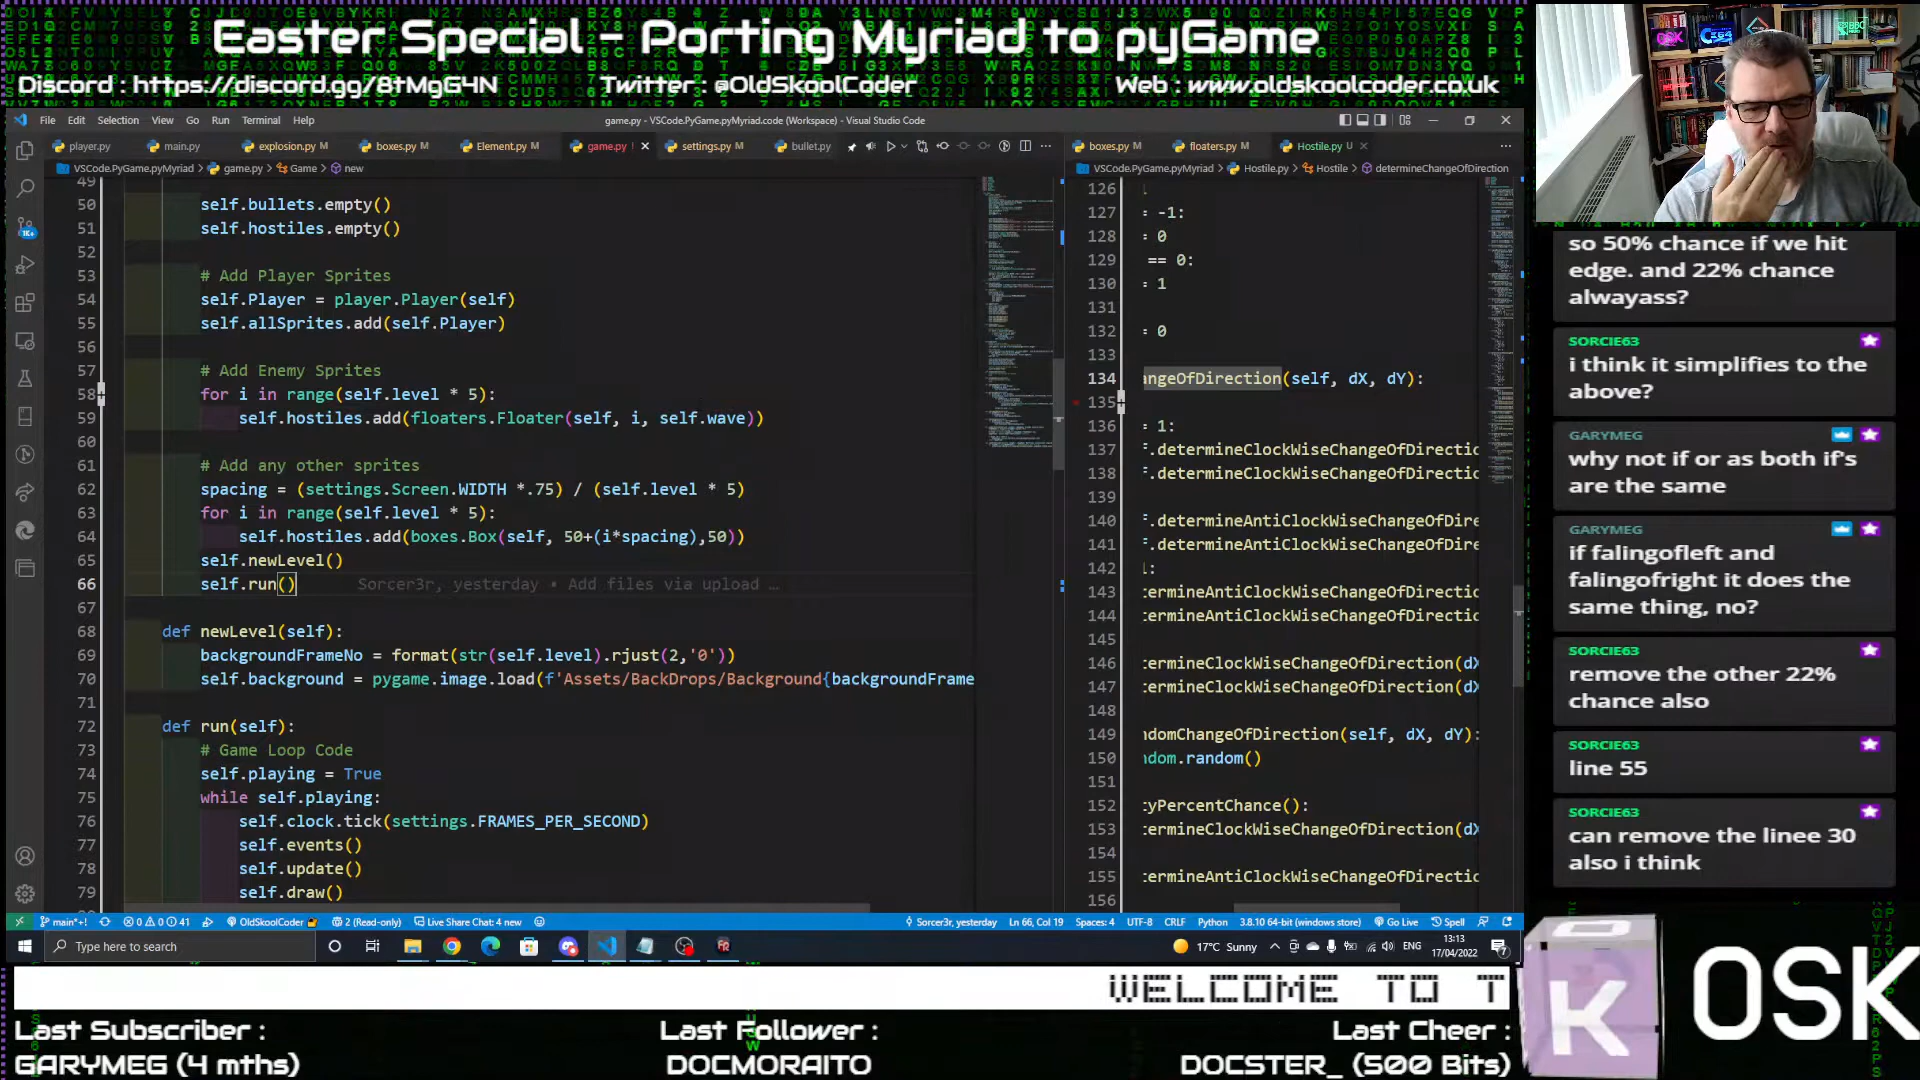 Easter Special - Porting Myriad to pyGame
Discord : https://discord.gg/8tMgG4N
Twitter : @OldSkoolCoder
Web : www.oldskoolcoder.co.uk
File Edit Selection View Go Run Terminal Help
game.py - VSCode.PyGame.pyMyriad.code (Workspace) - Visual Studio Code
player.py
main.py
explosion.py M
boxes.py M
Element.py M
game.py !
settings.py M
bullet.py
VSCode.PyGame.pyMyriad > game.py > Game > new
49
50 self.bullets.empty()
51 self.hostiles.empty()
52
53 # Add Player Sprites
54 self.Player = player.Player(self)
55 self.allSprites.add(self.Player)
56
57 # Add Enemy Sprites
58 for i in range(self.level * 5):
59 self.hostiles.add(floaters.Floater(self, i, self.wave))
60
61 # Add any other sprites
62 spacing = (settings.Screen.WIDTH *.75) / (self.level * 5)
63 for i in range(self.level * 5):
64 self.hostiles.add(boxes.Box(self, 50+(i*spacing),50))
65 self.newLevel()
66 self.run() Sorcer3r, yesterday • Add files via upload …
67
68 def newLevel(self):
69 backgroundFrameNo = format(str(self.level).rjust(2,'0'))
70 self.background = pygame.image.load(f'Assets/BackDrops/Background{backgroundFrame
71
72 def run(self):
73 # Game Loop Code
74 self.playing = True
75 while self.playing:
76 self.clock.tick(settings.FRAMES_PER_SECOND)
77 self.events()
78 self.update()
79 self.draw()
boxes.py M
floaters.py M
Hostile.py U
VSCode.PyGame.pyMyriad > Hostile.py > Hostile > determineChangeOfDirection
126
127 = -1:
128 = 0
129 == 0:
130 = 1
131
132 = 0
133
134 angeOfDirection(self, dX, dY):
135
136 = 1:
137 .determineClockWiseChangeOfDirectio
138 .determineClockWiseChangeOfDirectio
139
140 .determineAntiClockWiseChangeOfDire
141 .determineAntiClockWiseChangeOfDire
142 :
143 termineAntiClockWiseChangeOfDirectio
144 termineAntiClockWiseChangeOfDirectio
145
146 termineClockWiseChangeOfDirection(dX
147 termineClockWiseChangeOfDirection(dX
148
149 ndomChangeOfDirection(self, dX, dY):
150 ndom.random()
151
152 tyPercentChance():
153 termineClockWiseChangeOfDirection(dX
154
155 termineAntiClockWiseChangeOfDirectio
156
main*+! 0 0 41 OldSkoolCoder 2 (Read-only) Live Share Chat: 4 new
Sorcer3r, yesterday Ln 66, Col 19 Spaces: 4 UTF-8 CRLF Python 3.8.10 64-bit (windows store) Go Live Spell
Type here to search
17°C Sunny ENG
13:13
17/04/2022
so 50% chance if we hit
edge. and 22% chance
alwayass?
SORCIE63
i think it simplifies to the
above?
GARYMEG
why not if or as both if's
are the same
GARYMEG
if falingofleft and
falingofright it does the
same thing, no?
SORCIE63
remove the other 22%
chance also
SORCIE63
line 55
SORCIE63
can remove the linee 30
also i think
WELCOME TO T
Last Subscriber :
GARYMEG (4 mths)
Last Follower :
DOCMORAITO
Last Cheer :
DOCSTER_ (500 Bits)
K
OSK